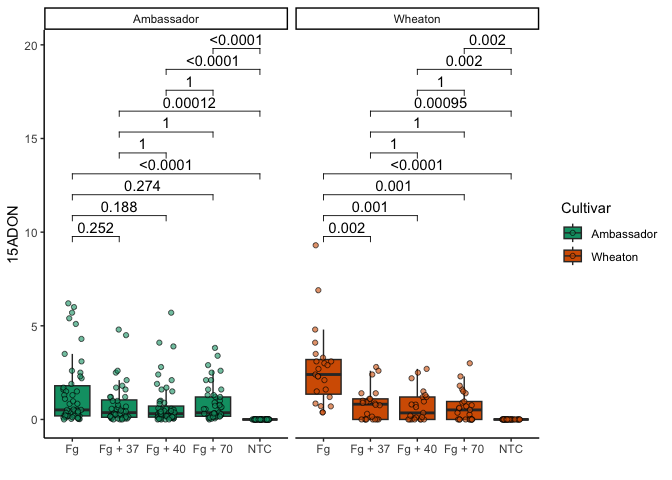 Ambassador
Wheaton
20
15
10
5
0
15ADON
<0.0001
<0.0001
1
0.00012
1
1
<0.0001
0.274
0.188
0.252
0.002
0.002
1
0.00095
1
1
<0.0001
0.001
0.001
0.002
Fg
Fg + 37
Fg + 40
Fg + 70
NTC
Fg
Fg + 37
Fg + 40
Fg + 70
NTC
Cultivar
Ambassador
Wheaton